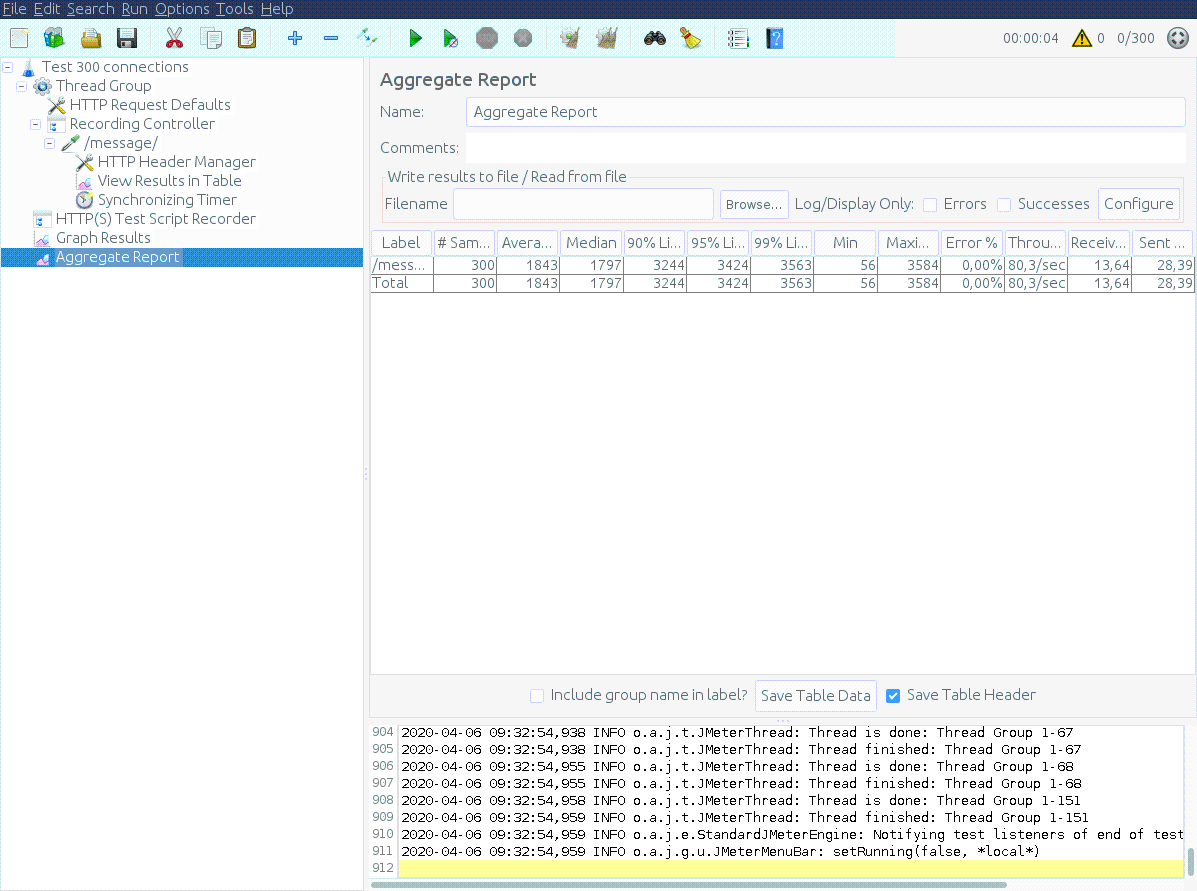 File Edit Search Run Options Tools Help
00:00:04 0 0/300
Test 300 connections
Thread Group
HTTP Request Defaults
Recording Controller
/message/
HTTP Header Manager
View Results in Table
Synchronizing Timer
HTTP(S) Test Script Recorder
Graph Results
Aggregate Report
Aggregate Report
Name: Aggregate Report
Comments:
Write results to file / Read from file
Filename Browse... Log/Display Only: Errors Successes Configure
Label # Sam... Avera... Median 90% Li... 95% Li... 99% Li... Min Maxi... Error % Throu... Receiv... Sent ...
/mess... 300 1843 1797 3244 3424 3563 56 3584 0,00% 80,3/sec 13,64 28,39
Total 300 1843 1797 3244 3424 3563 56 3584 0,00% 80,3/sec 13,64 28,39
Include group name in label? Save Table Data Save Table Header
904 2020-04-06 09:32:54,938 INFO o.a.j.t.JMeterThread: Thread is done: Thread Group 1-67
905 2020-04-06 09:32:54,938 INFO o.a.j.t.JMeterThread: Thread finished: Thread Group 1-67
906 2020-04-06 09:32:54,955 INFO o.a.j.t.JMeterThread: Thread is done: Thread Group 1-68
907 2020-04-06 09:32:54,955 INFO o.a.j.t.JMeterThread: Thread finished: Thread Group 1-68
908 2020-04-06 09:32:54,958 INFO o.a.j.t.JMeterThread: Thread is done: Thread Group 1-151
909 2020-04-06 09:32:54,959 INFO o.a.j.t.JMeterThread: Thread finished: Thread Group 1-151
910 2020-04-06 09:32:54,959 INFO o.a.j.e.StandardJMeterEngine: Notifying test listeners of end of test
911 2020-04-06 09:32:54,959 INFO o.a.j.g.u.JMeterMenuBar: setRunning(false, *local*)
912